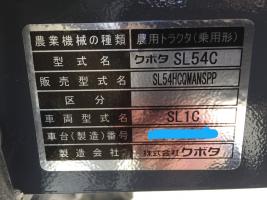 農業機械の種類 農用トラクタ(乗用形)
型式名 クボタ SL54C
販売型式名 SL54HCQMANSPP
区分
車両型式名 SL1C
車台(製造)番号
製造会社 株式会社クボタ